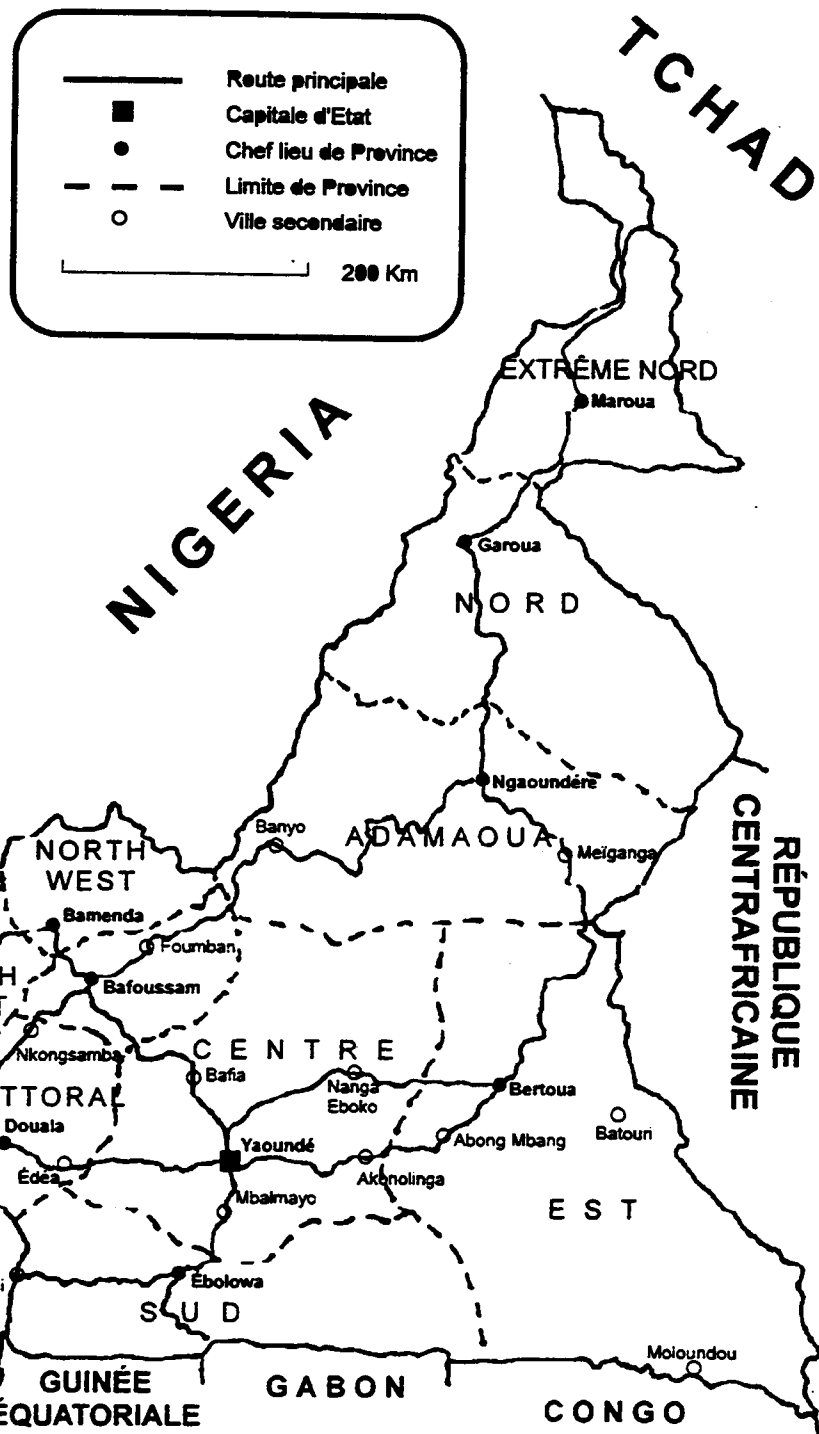 Route principale
Capitale d'Etat
Chef lieu de Province
Limite de Province
Ville secondaire
200 Km
TCHAD
NIGERIA
EXTRÊME NORD
Maroua
Garoua
NORD
Ngaoundéré
Banyo
ADAMAOUA
Meïganga
NORTH
WEST
RÉPUBLIQUE
CENTRAFRICAINE
Bamenda
Foumban
H
Bafoussam
T
Nkongsamba
CENTRE
Bafia
Nanga
Eboko
Bertoua
TTORAL
Batouri
Douala
Yaoundé
Abong Mbang
Édéa
Akonolinga
Mbalmayo
EST
i
Ébolowa
SUD
Moloundou
GUINÉE
ÉQUATORIALE
GABON
CONGO